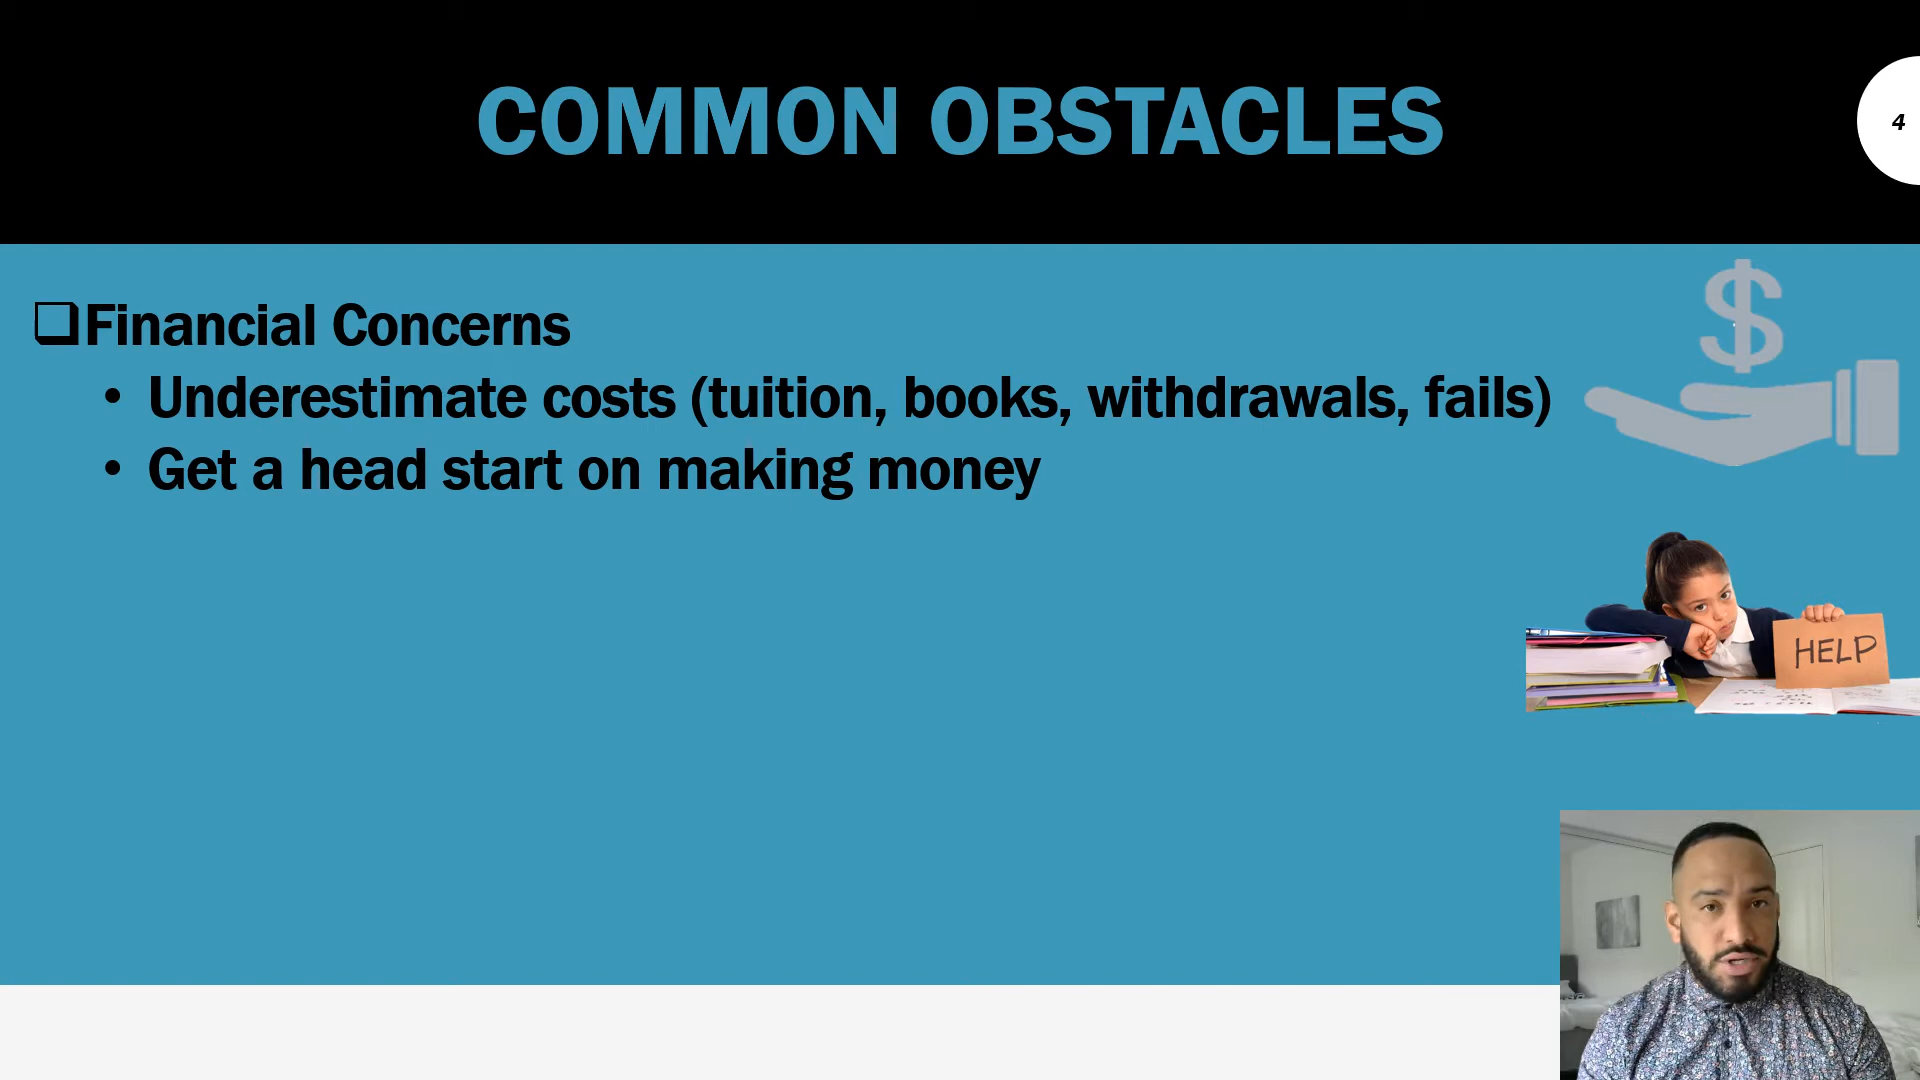 COMMON OBSTACLES
4
Financial Concerns
• Underestimate costs (tuition, books, withdrawals, fails)
• Get a head start on making money
HELP